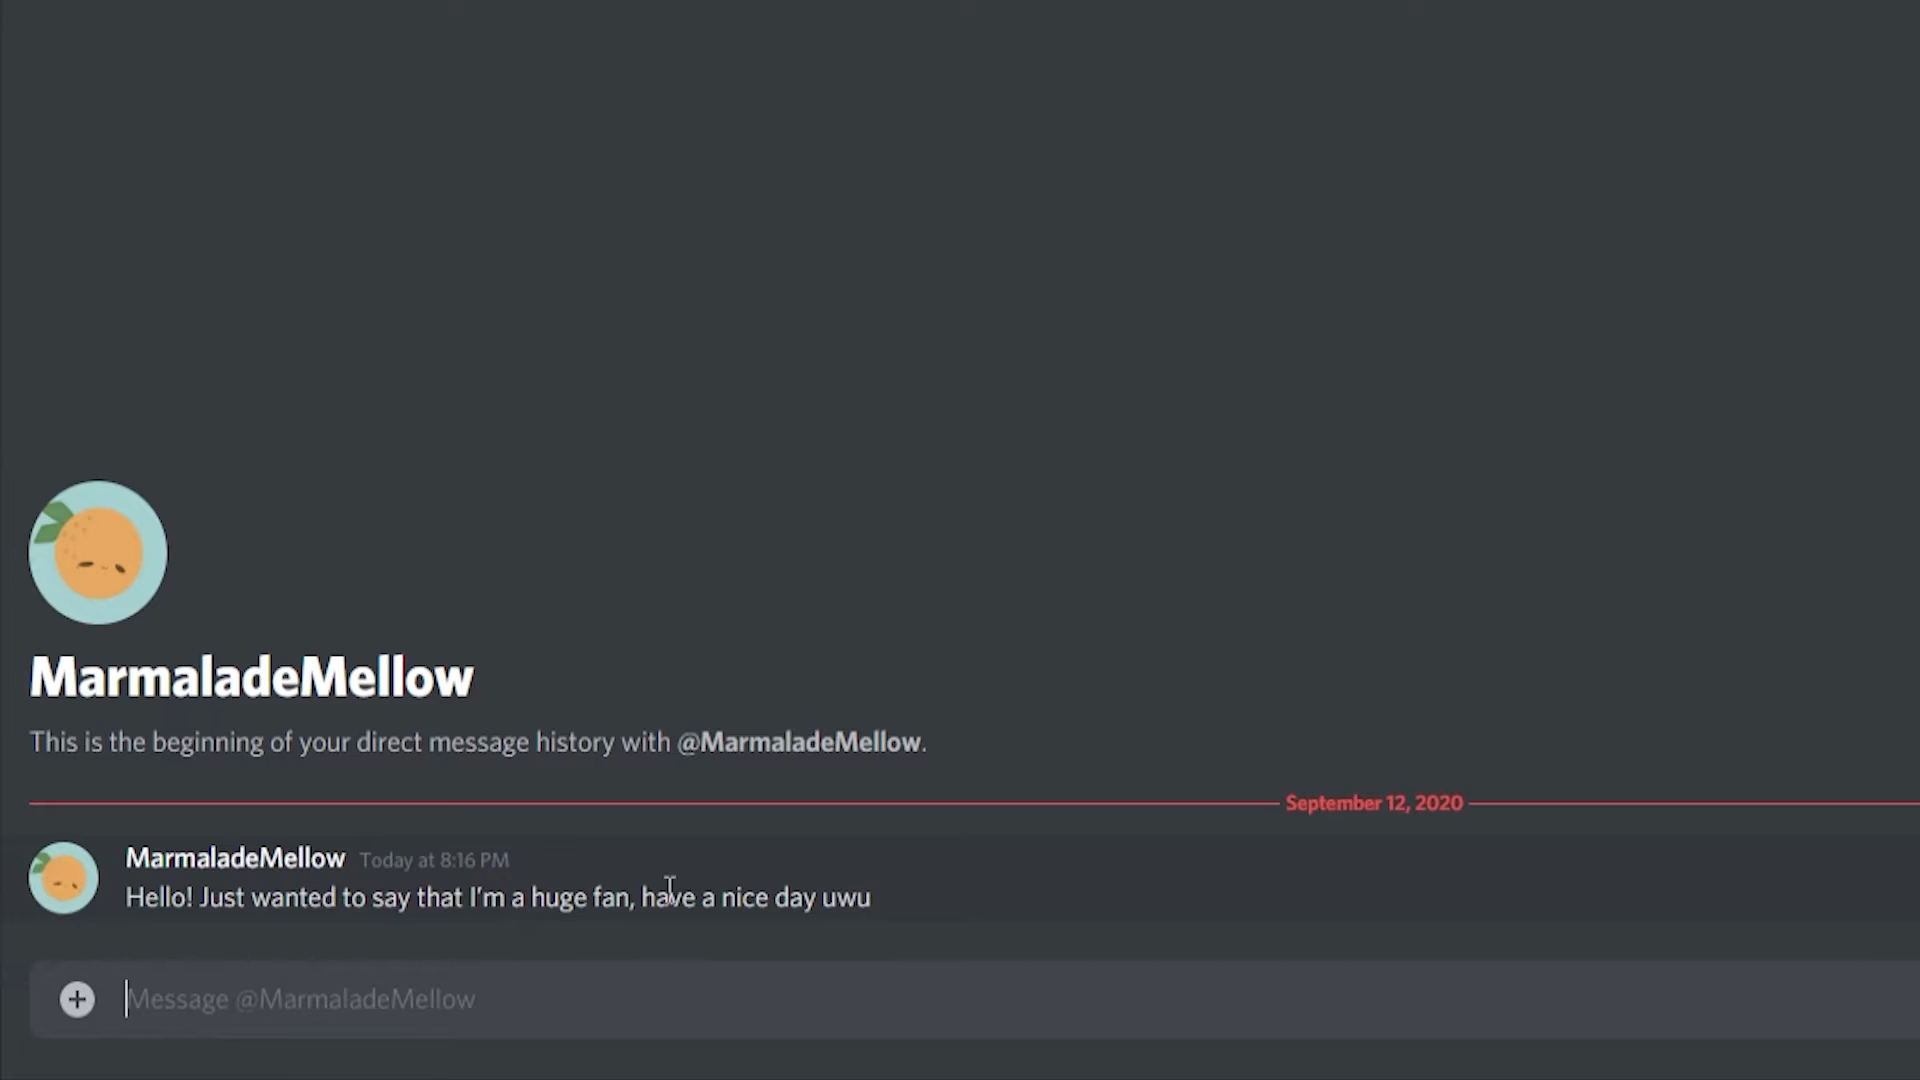 MarmaladeMellow
This is the beginning of your direct message history with @MarmaladeMellow.
September 12, 2020
MarmaladeMellow Today at 8:16 PM
Hello! Just wanted to say that I'm a huge fan, have a nice day uwu
Message @MarmaladeMellow